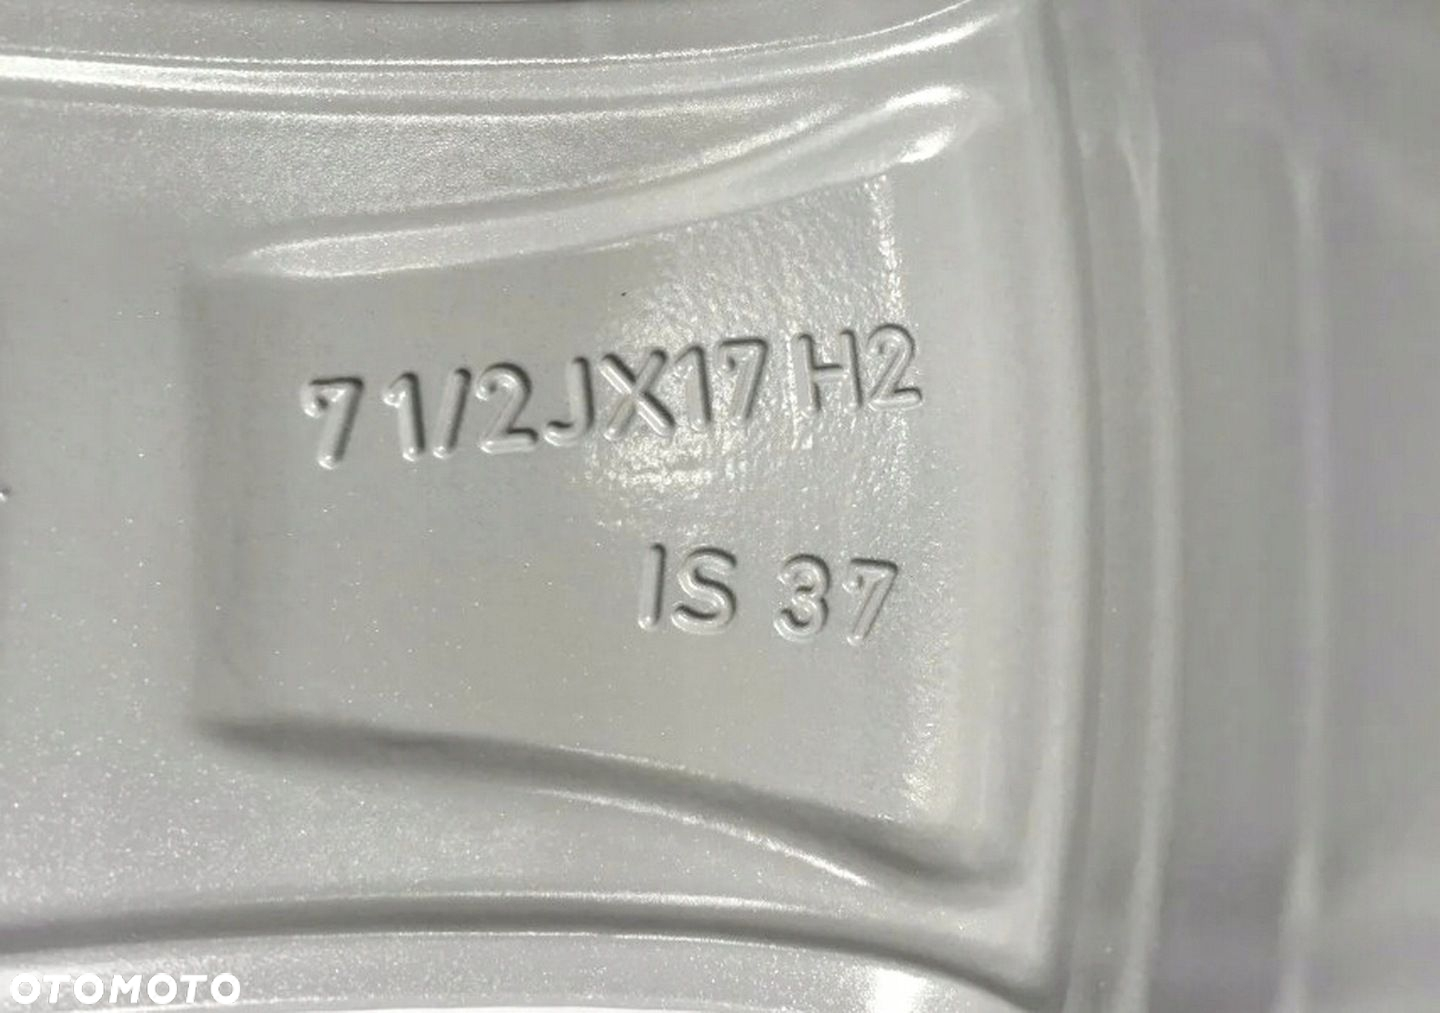 7 1/2JX17 H2
IS 37
OTOMOTO